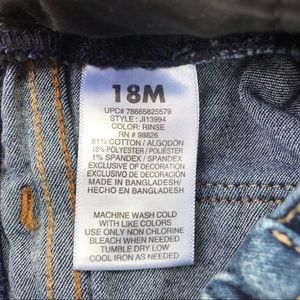 18M
UPC# 78665825579
STYLE : JI13994
COLOR: RINSE
RN # 98826
81% COTTON / ALGODÓN
18% POLYESTER / POLIÉSTER
1% SPANDEX / SPANDEX
EXCLUSIVE OF DECORATION
EXCLUSIVO DE DECORACIÓN
MADE IN BANGLADESH/
HECHO EN BANGLADESH
MACHINE WASH COLD
WITH LIKE COLORS
USE ONLY NON CHLORINE
BLEACH WHEN NEEDED
TUMBLE DRY LOW
COOL IRON AS NEEDED